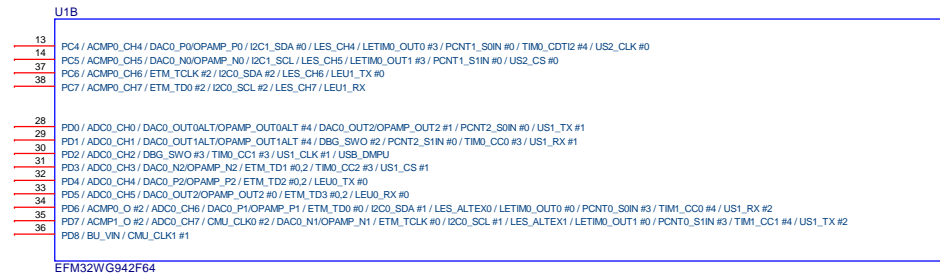 U1B
13 PC4 / ACMP0_CH4 / DAC0_P0/OPAMP_P0 / I2C1_SDA #0 / LES_CH4 / LETIM0_OUT0 #3 / PCNT1_S0IN #0 / TIM0_CDTI2 #4 / US2_CLK #0
14 PC5 / ACMP0_CH5 / DAC0_N0/OPAMP_N0 / I2C1_SCL / LES_CH5 / LETIM0_OUT1 #3 / PCNT1_S1IN #0 / US2_CS #0
37 PC6 / ACMP0_CH6 / ETM_TCLK #2 / I2C0_SDA #2 / LES_CH6 / LEU1_TX #0
38 PC7 / ACMP0_CH7 / ETM_TD0 #2 / I2C0_SCL #2 / LES_CH7 / LEU1_RX
28 PD0 / ADC0_CH0 / DAC0_OUT0ALT/OPAMP_OUT0ALT #4 / DAC0_OUT2/OPAMP_OUT2 #1 / PCNT2_S0IN #0 / US1_TX #1
29 PD1 / ADC0_CH1 / DAC0_OUT1ALT/OPAMP_OUT1ALT #4 / DBG_SWO #2 / PCNT2_S1IN #0 / TIM0_CC0 #3 / US1_RX #1
30 PD2 / ADC0_CH2 / DBG_SWO #3 / TIM0_CC1 #3 / US1_CLK #1 / USB_DMPU
31 PD3 / ADC0_CH3 / DAC0_N2/OPAMP_N2 / ETM_TD1 #0,2 / TIM0_CC2 #3 / US1_CS #1
32 PD4 / ADC0_CH4 / DAC0_P2/OPAMP_P2 / ETM_TD2 #0,2 / LEU0_TX #0
33 PD5 / ADC0_CH5 / DAC0_OUT2/OPAMP_OUT2 #0 / ETM_TD3 #0,2 / LEU0_RX #0
34 PD6 / ACMP0_O #2 / ADC0_CH6 / DAC0_P1/OPAMP_P1 / ETM_TD0 #0 / I2C0_SDA #1 / LES_ALTEX0 / LETIM0_OUT0 #0 / PCNT0_S0IN #3 / TIM1_CC0 #4 / US1_RX #2
35 PD7 / ACMP1_O #2 / ADC0_CH7 / CMU_CLK0 #2 / DAC0_N1/OPAMP_N1 / ETM_TCLK #0 / I2C0_SCL #1 / LES_ALTEX1 / LETIM0_OUT1 #0 / PCNT0_S1IN #3 / TIM1_CC1 #4 / US1_TX #2
36 PD8 / BU_VIN / CMU_CLK1 #1
EFM32WG942F64